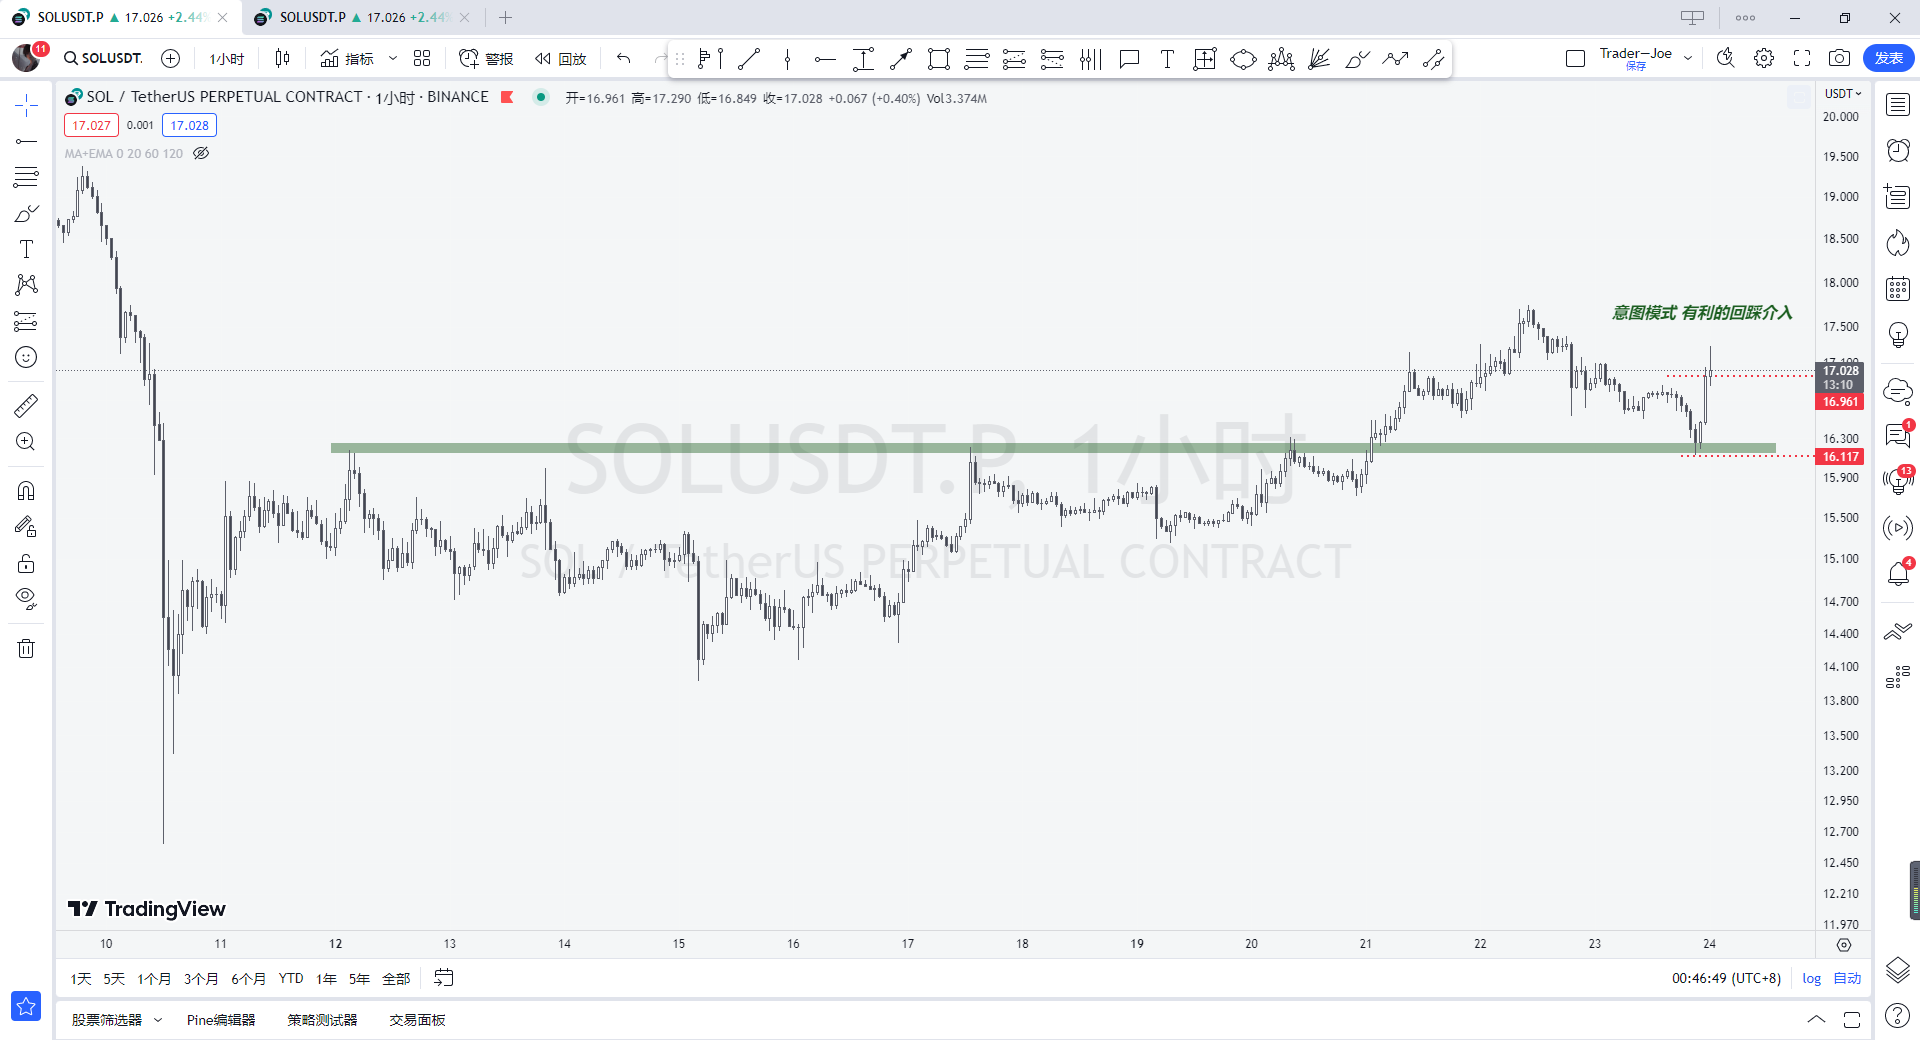 SOLUSDT.P ▲ 17.026 +2.44%
SOLUSDT.P ▲ 17.026 +2.44%
11
SOLUSDT.
1小时
指标
警报
回放
Trader—Joe
保存
发表
SOL / TetherUS PERPETUAL CONTRACT · 1小时 · BINANCE
开=16.961 高=17.290 低=16.849 收=17.028 +0.067 (+0.40%) Vol3.374M
17.027
0.001
17.028
MA+EMA 0 20 60 120
意图模式 有利的回踩介入
SOLUSDT.P, 1小时
SOL / TetherUS PERPETUAL CONTRACT
TradingView
USDT
20.000
19.500
19.000
18.500
18.000
17.500
17.100
17.028
13:10
16.961
16.300
16.117
15.900
15.500
15.100
14.700
14.400
14.100
13.800
13.500
13.200
12.950
12.700
12.450
12.210
11.970
1
13
4
10 11 12 13 14 15 16 17 18 19 20 21 22 23 24
1天 5天 1个月 3个月 6个月 YTD 1年 5年 全部
00:46:49 (UTC+8)
log 自动
股票筛选器 Pine编辑器 策略测试器 交易面板